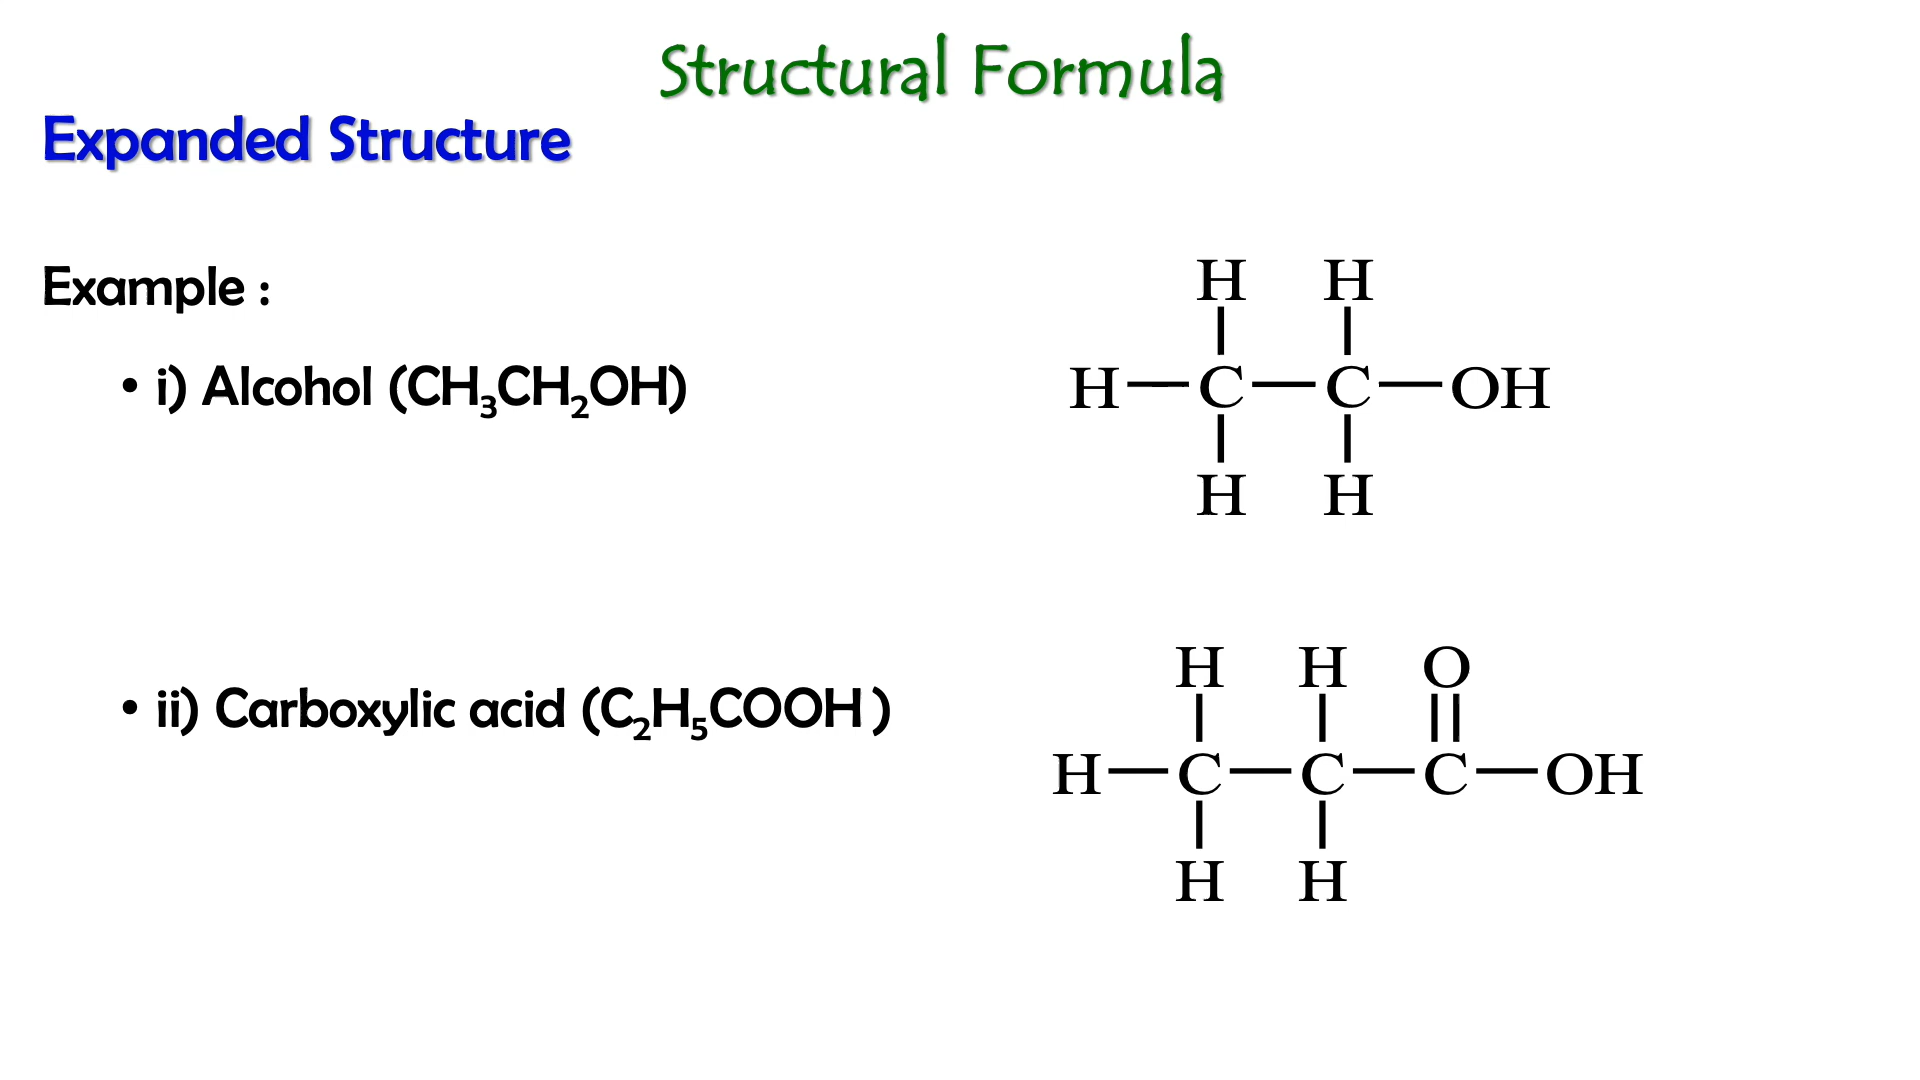 Structural Formula
Expanded Structure
Example :
• i) Alcohol (CH₃CH₂OH)
H H
H C C OH
H H
• ii) Carboxylic acid (C₂H₅COOH )
H H O
H C C C OH
H H